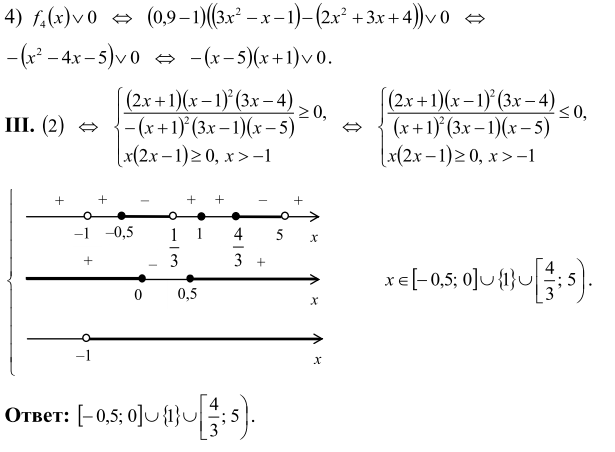 4) f₄(x)∨0 ⇔ (0,9−1)((3x²−x−1)−(2x²+3x+4))∨0 ⇔
−(x²−4x−5)∨0 ⇔ −(x−5)(x+1)∨0.
III. (2) ⇔ { (2x+1)(x−1)²(3x−4) / −(x+1)²(3x−1)(x−5) ≥0, ⇔ { (2x+1)(x−1)²(3x−4) / (x+1)²(3x−1)(x−5) ≤0,
x(2x−1)≥0, x>−1 x(2x−1)≥0, x>−1
+ + − + + − +
−1 −0,5 1/3 1 4/3 5 x
+ − +
0 0,5 x
x∈[−0,5; 0]∪{1}∪[4/3; 5).
−1 x
Ответ: [−0,5; 0]∪{1}∪[4/3; 5).